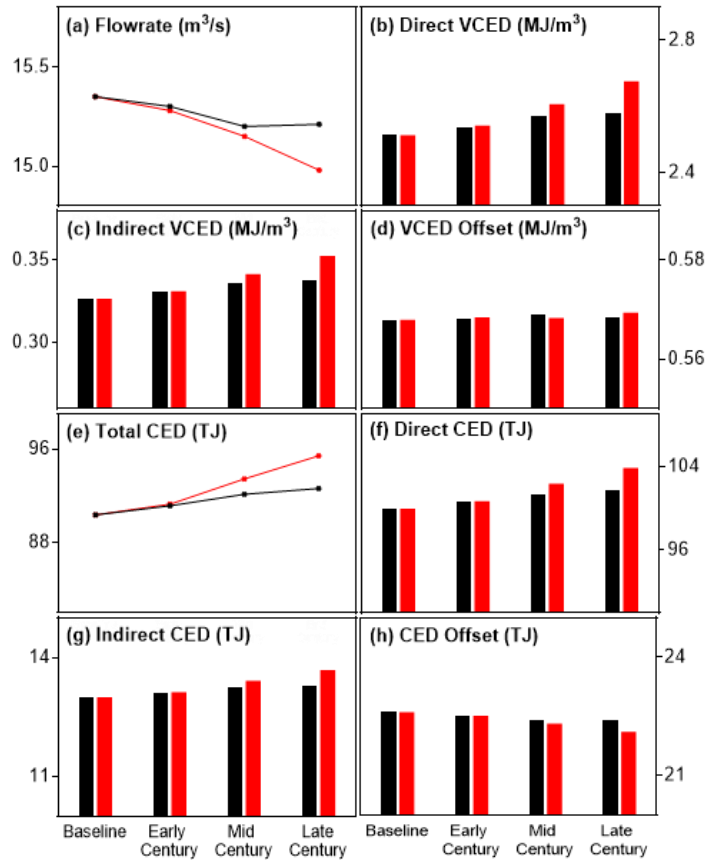 (a) Flowrate (m³/s)
15.5
15.0
(b) Direct VCED (MJ/m³)
2.8
2.4
(c) Indirect VCED (MJ/m³)
0.35
0.30
(d) VCED Offset (MJ/m³)
0.58
0.56
(e) Total CED (TJ)
96
88
(f) Direct CED (TJ)
104
96
(g) Indirect CED (TJ)
14
11
(h) CED Offset (TJ)
24
21
Baseline
Early
Century
Mid
Century
Late
Century
Baseline
Early
Century
Mid
Century
Late
Century